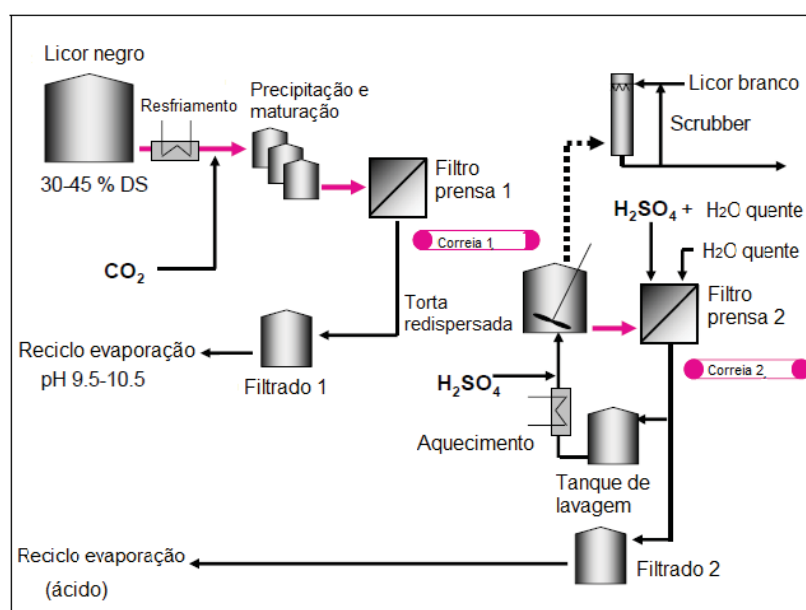 Licor negro
Resfriamento
30-45 % DS
CO2
Precipitação e
maturação
Filtro
prensa 1
Correia 1
Torta
redispersada
Filtrado 1
Reciclo evaporação
pH 9.5-10.5
Licor branco
Scrubber
H2SO4 + H2O quente
H2O quente
Filtro
prensa 2
Correia 2
H2SO4
Aquecimento
Tanque de
lavagem
Filtrado 2
Reciclo evaporação
(ácido)